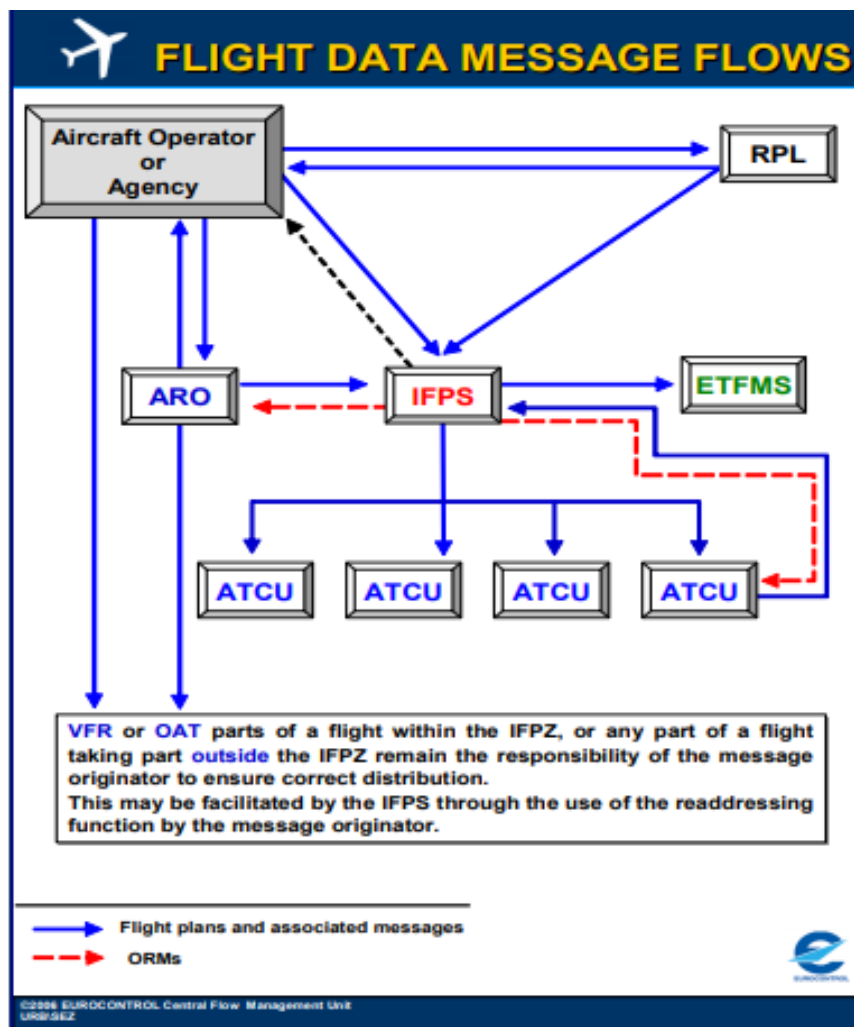 FLIGHT DATA MESSAGE FLOWS
Aircraft Operator
or
Agency
RPL
ARO
IFPS
ETFMS
ATCU
ATCU
ATCU
ATCU
VFR or OAT parts of a flight within the IFPZ, or any part of a flight
taking part outside the IFPZ remain the responsibility of the message
originator to ensure correct distribution.
This may be facilitated by the IFPS through the use of the readdressing
function by the message originator.
Flight plans and associated messages
ORMs
EUROCONTROL
©2006 EUROCONTROL Central Flow Management Unit
URB\SEZ